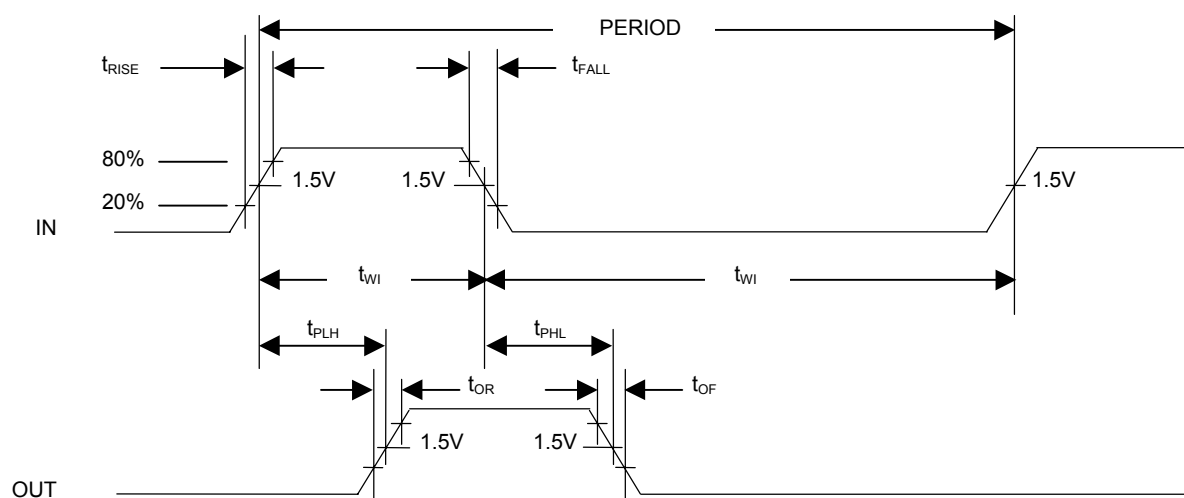 PERIOD
tRISE
tFALL
80%
1.5V 1.5V 1.5V
20%
IN
tWI tWI
tPLH tPHL
tOR tOF
1.5V 1.5V
OUT